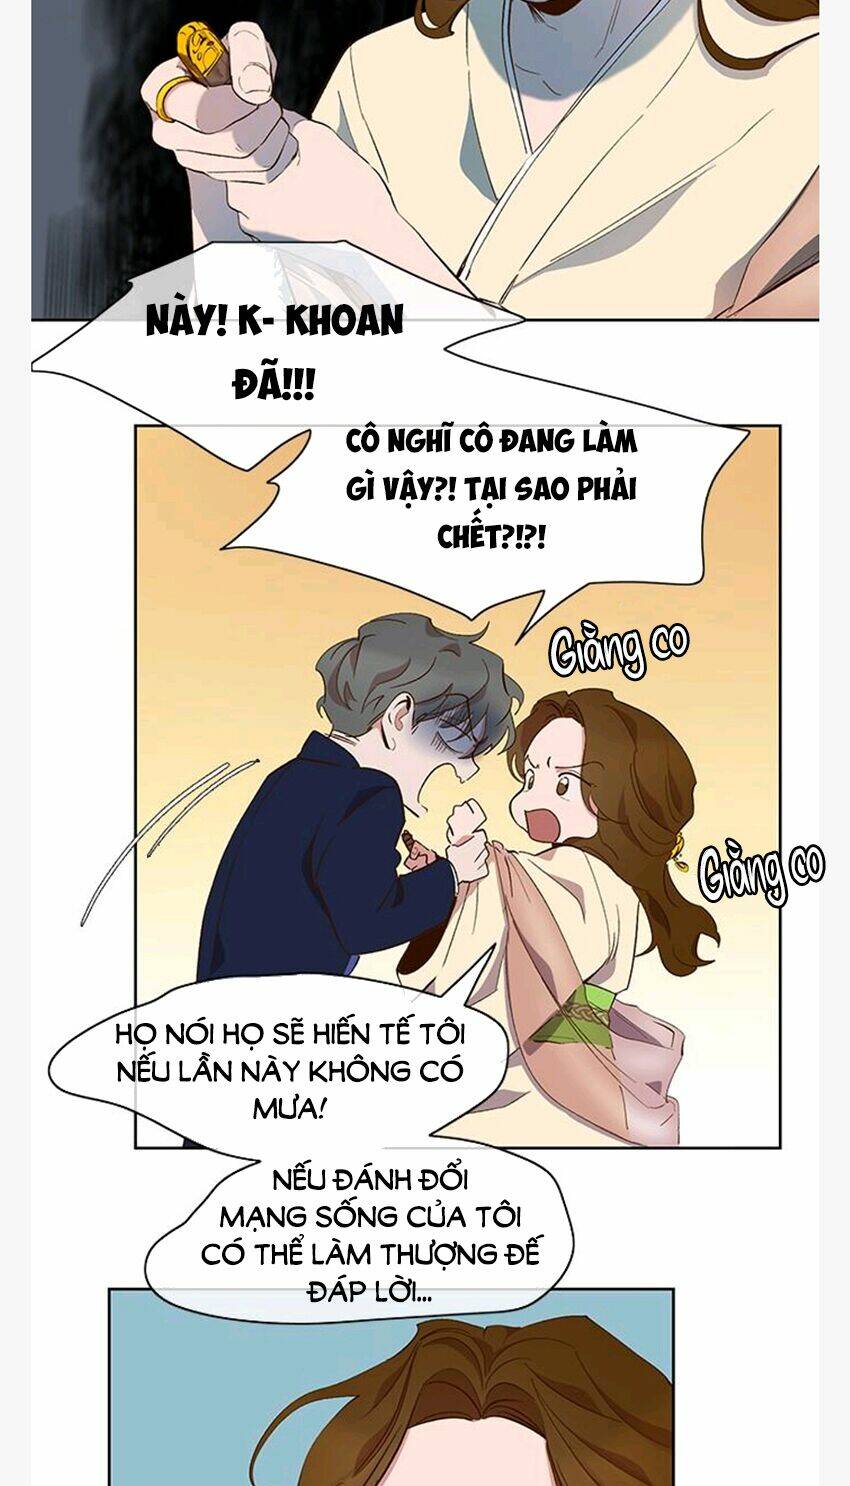 NÀY! K- KHOAN
ĐÃ!!!
CÔ NGHĨ CÔ ĐANG LÀM
GÌ VẬY?! TẠI SAO PHẢI
CHẾT?!?!
Giằng co
Giằng co
HỌ NÓI HỌ SẼ HIẾN TẾ TÔI
NẾU LẦN NÀY KHÔNG CÓ
MƯA!
NẾU ĐÁNH ĐỔI
MẠNG SỐNG CỦA TÔI
CÓ THỂ LÀM THƯỢNG ĐẾ
ĐÁP LỜI...